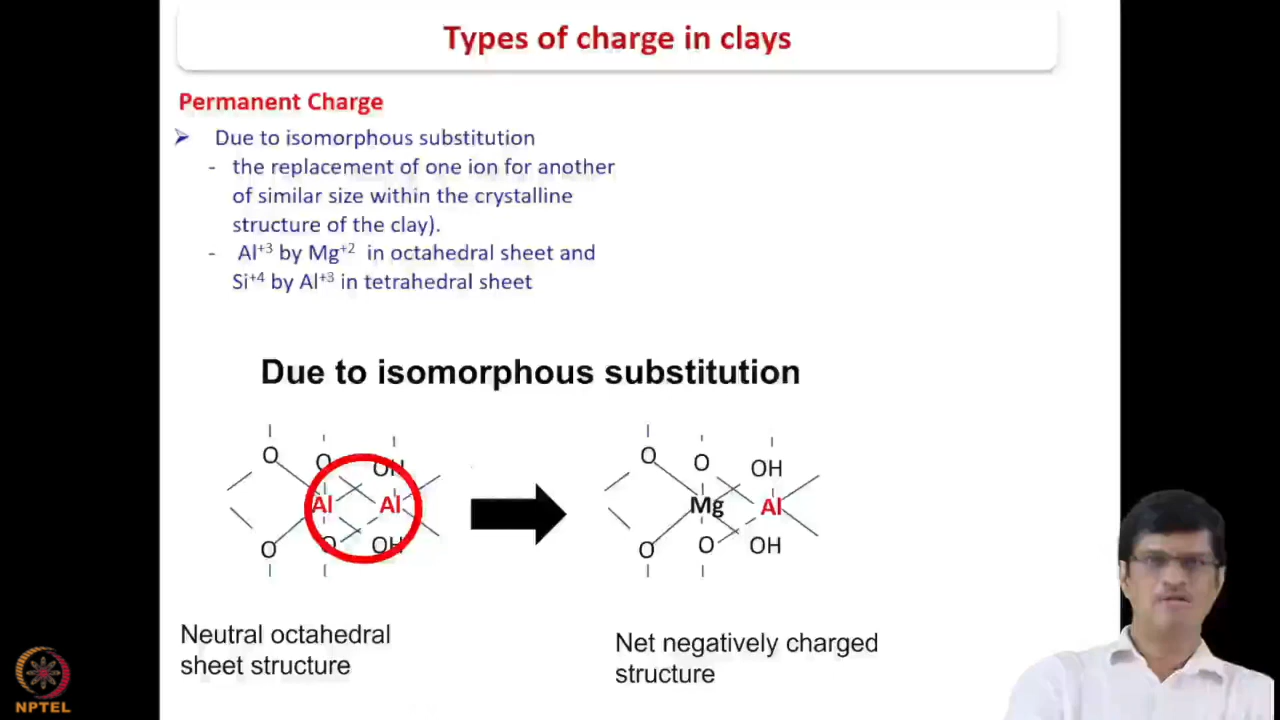 Types of charge in clays
Permanent Charge
➤ Due to isomorphous substitution
- the replacement of one ion for another
of similar size within the crystalline
structure of the clay).
- Al+3 by Mg+2 in octahedral sheet and
Si+4 by Al+3 in tetrahedral sheet
Due to isomorphous substitution
O O OH
Al Al
O O OH
O O OH
Mg Al
O O OH
Neutral octahedral
sheet structure
Net negatively charged
structure
NPTEL